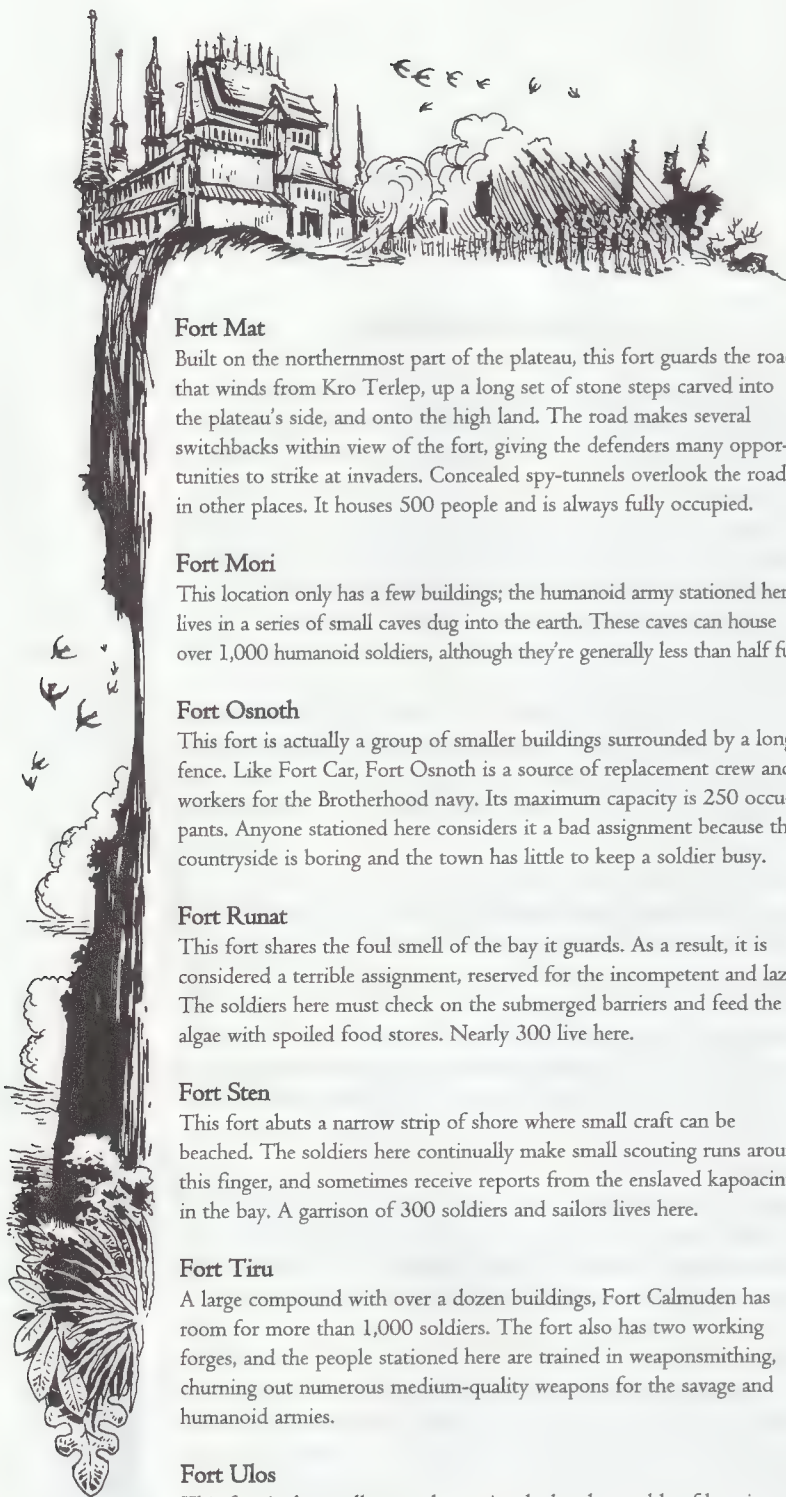 Fort Mat
Built on the northernmost part of the plateau, this fort guards the roa
that winds from Kro Terlep, up a long set of stone steps carved into
the plateau's side, and onto the high land. The road makes several
switchbacks within view of the fort, giving the defenders many oppor-
tunities to strike at invaders. Concealed spy-tunnels overlook the road
in other places. It houses 500 people and is always fully occupied.
Fort Mori
This location only has a few buildings; the humanoid army stationed her
lives in a series of small caves dug into the earth. These caves can house
over 1,000 humanoid soldiers, although they're generally less than half fu
Fort Osnoth
This fort is actually a group of smaller buildings surrounded by a long
fence. Like Fort Car, Fort Osnoth is a source of replacement crew and
workers for the Brotherhood navy. Its maximum capacity is 250 occu-
pants. Anyone stationed here considers it a bad assignment because th
countryside is boring and the town has little to keep a soldier busy.
Fort Runat
This fort shares the foul smell of the bay it guards. As a result, it is
considered a terrible assignment, reserved for the incompetent and laz
The soldiers here must check on the submerged barriers and feed the
algae with spoiled food stores. Nearly 300 live here.
Fort Sten
This fort abuts a narrow strip of shore where small craft can be
beached. The soldiers here continually make small scouting runs arou
this finger, and sometimes receive reports from the enslaved kapoacin
in the bay. A garrison of 300 soldiers and sailors lives here.
Fort Tiru
A large compound with over a dozen buildings, Fort Calmuden has
room for more than 1,000 soldiers. The fort also has two working
forges, and the people stationed here are trained in weaponsmithing,
churning out numerous medium-quality weapons for the savage and
humanoid armies.
Fort Ulos